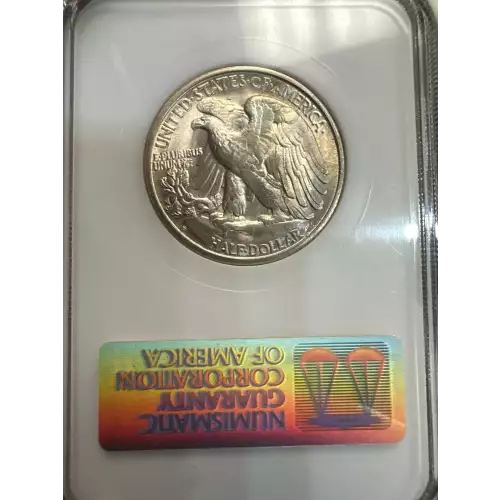 UNITED·STATES·OF·AMERICA
E·PLURIBUS
UNUM
HALF·DOLLAR
NUMISMATIC
GUARANTY
CORPORATION
OF AMERICA